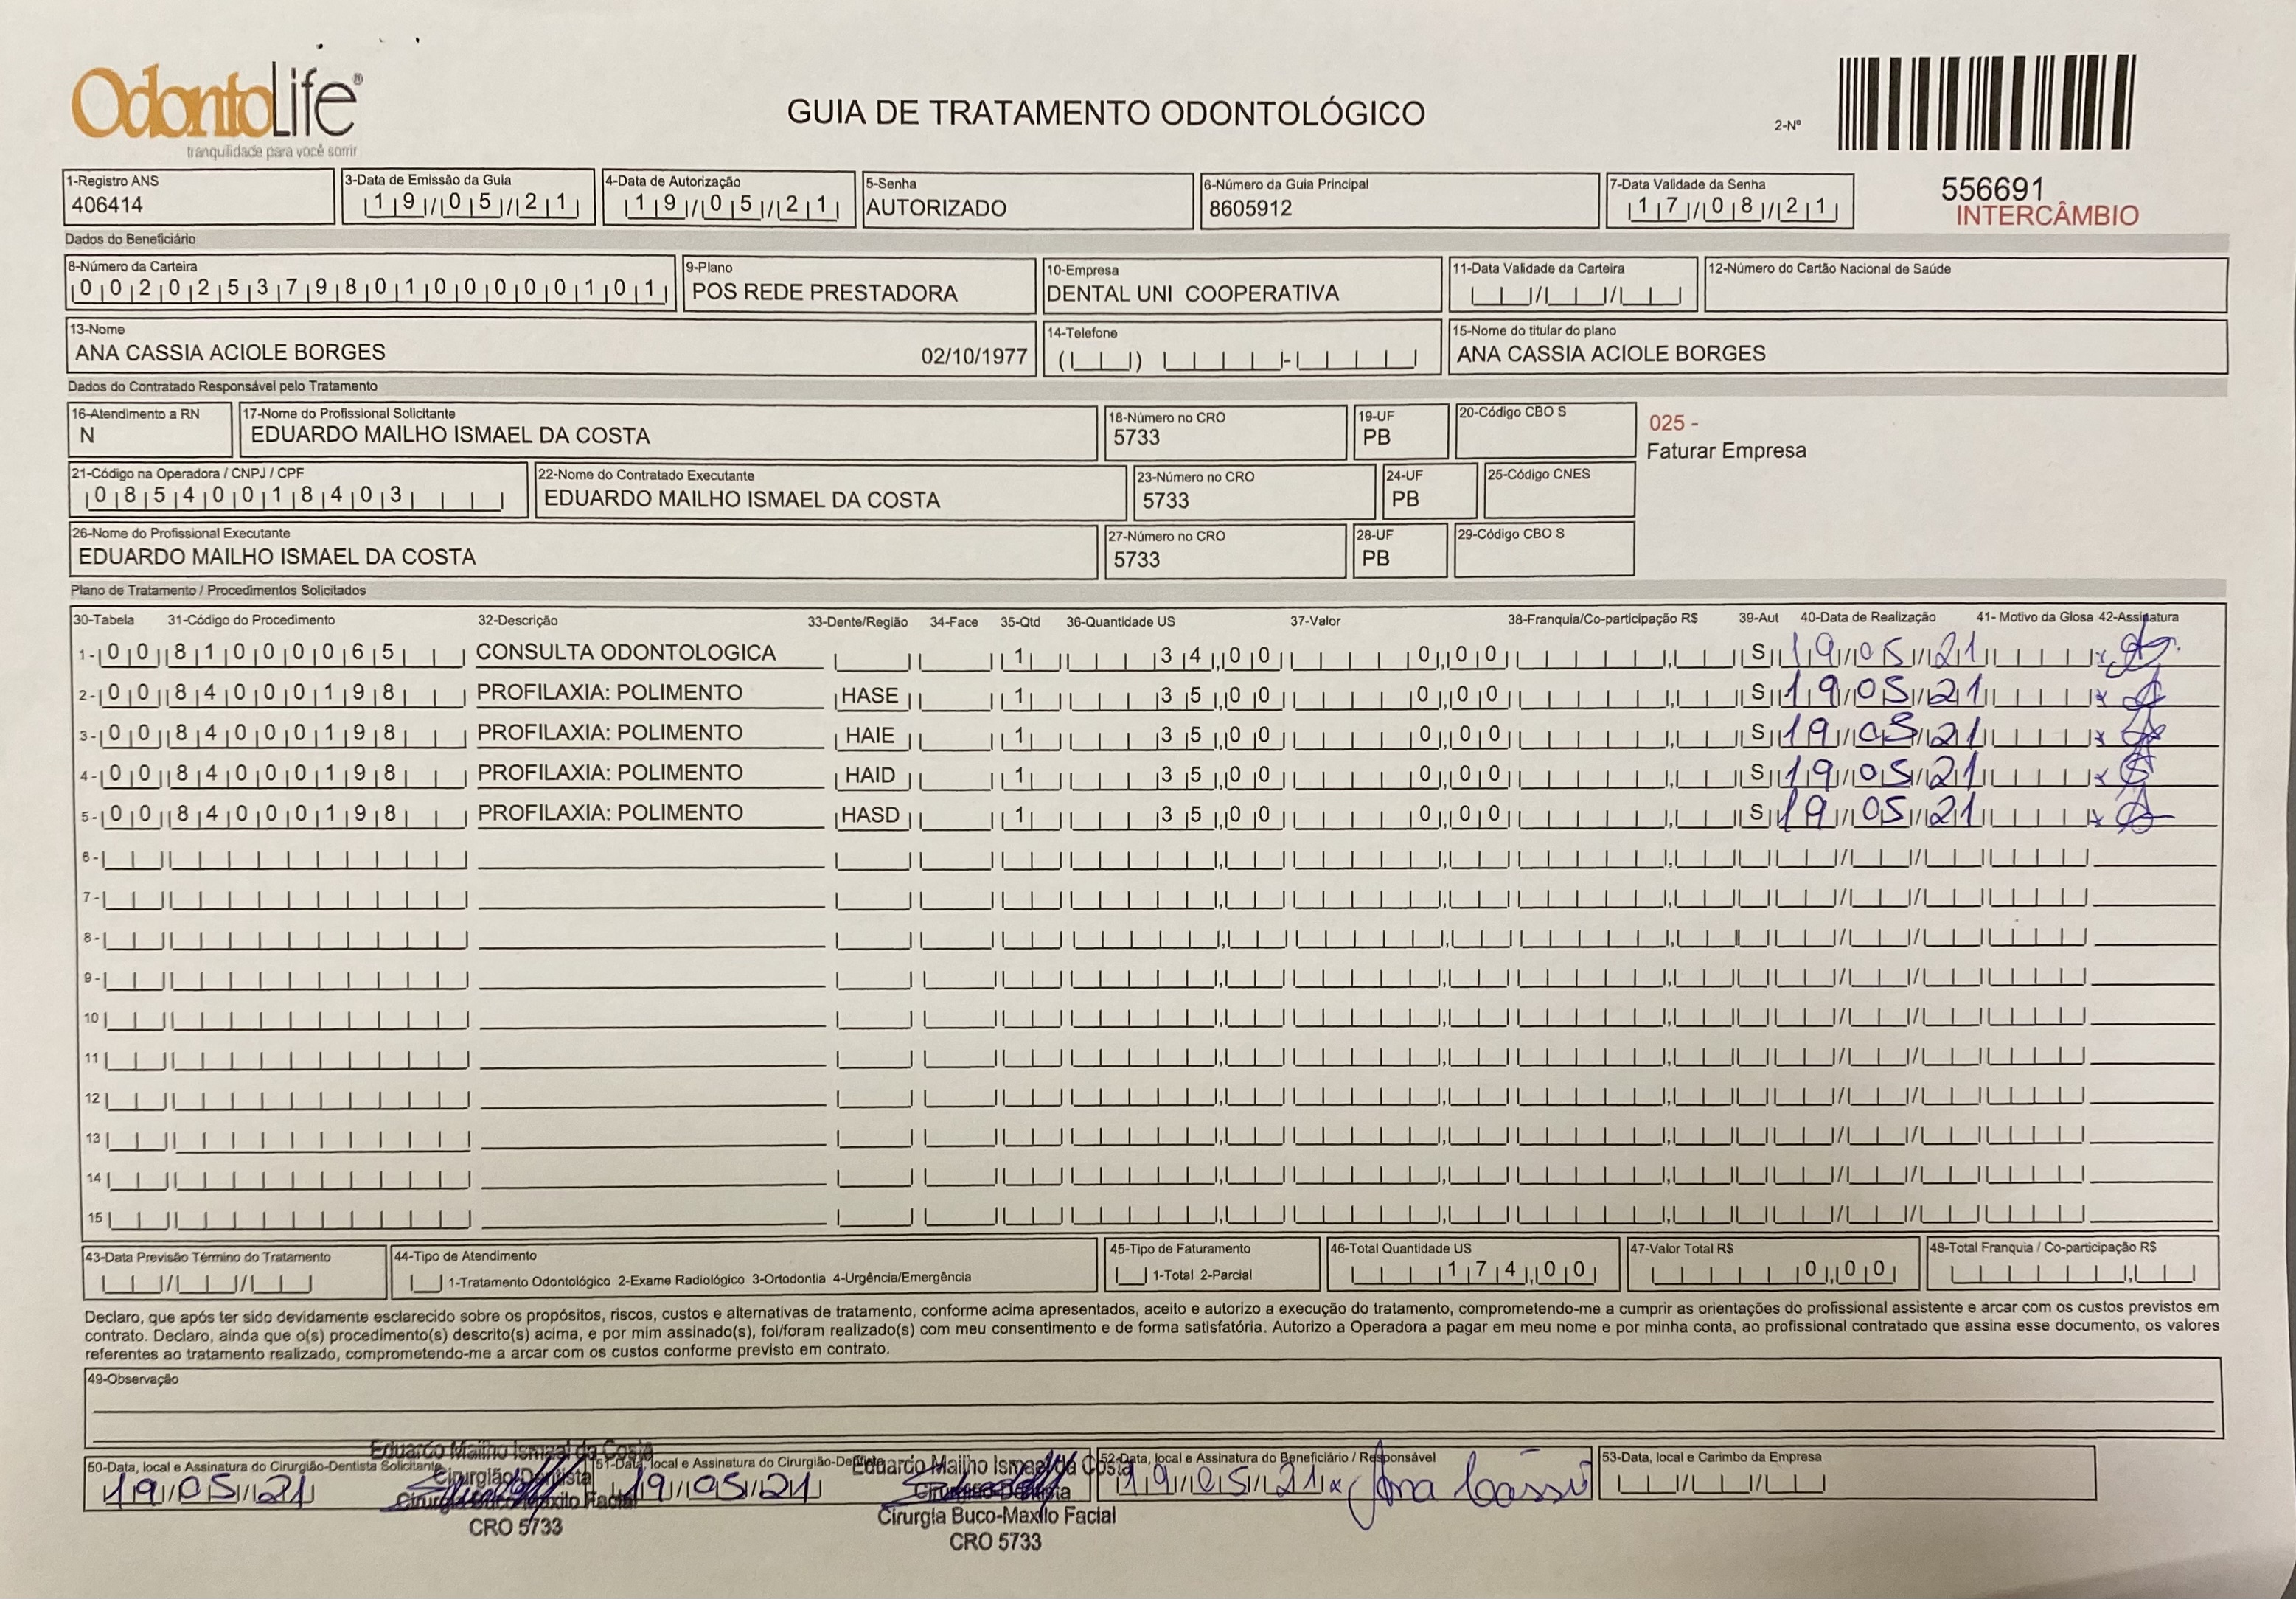 OdontoLife®
tranquilidade para você sorrir
GUIA DE TRATAMENTO ODONTOLÓGICO
2-Nº
556691
INTERCÂMBIO
1-Registro ANS
406414
3-Data de Emissão da Guia
19/05/21
4-Data de Autorização
19/05/21
5-Senha
AUTORIZADO
6-Número da Guia Principal
8605912
7-Data Validade da Senha
17/08/21
Dados do Beneficiário
8-Número da Carteira
00202537980100000101
9-Plano
POS REDE PRESTADORA
10-Empresa
DENTAL UNI COOPERATIVA
11-Data Validade da Carteira
12-Número do Cartão Nacional de Saúde
13-Nome
ANA CASSIA ACIOLE BORGES 02/10/1977
14-Telefone
15-Nome do titular do plano
ANA CASSIA ACIOLE BORGES
Dados do Contratado Responsável pelo Tratamento
16-Atendimento a RN
N
17-Nome do Profissional Solicitante
EDUARDO MAILHO ISMAEL DA COSTA
18-Número no CRO
5733
19-UF
PB
20-Código CBO S
025 -
Faturar Empresa
21-Código na Operadora / CNPJ / CPF
08540018403
22-Nome do Contratado Executante
EDUARDO MAILHO ISMAEL DA COSTA
23-Número no CRO
5733
24-UF
PB
25-Código CNES
26-Nome do Profissional Executante
EDUARDO MAILHO ISMAEL DA COSTA
27-Número no CRO
5733
28-UF
PB
29-Código CBO S
Plano de Tratamento / Procedimentos Solicitados
30-Tabela 31-Código do Procedimento 32-Descrição 33-Dente/Região 34-Face 35-Qtd 36-Quantidade US 37-Valor 38-Franquia/Co-participação R$ 39-Aut 40-Data de Realização 41- Motivo da Glosa 42-Assinatura
1- 00 81000065 CONSULTA ODONTOLOGICA 1 34,00 0,00 S 19/05/21
2- 00 84000198 PROFILAXIA: POLIMENTO HASE 1 35,00 0,00 S 19/05/21
3- 00 84000198 PROFILAXIA: POLIMENTO HAIE 1 35,00 0,00 S 19/05/21
4- 00 84000198 PROFILAXIA: POLIMENTO HAID 1 35,00 0,00 S 19/05/21
5- 00 84000198 PROFILAXIA: POLIMENTO HASD 1 35,00 0,00 S 19/05/21
6-
7-
8-
9-
10
11
12
13
14
15
43-Data Previsão Término do Tratamento
44-Tipo de Atendimento
1-Tratamento Odontológico 2-Exame Radiológico 3-Ortodontia 4-Urgência/Emergência
45-Tipo de Faturamento
1-Total 2-Parcial
46-Total Quantidade US
174,00
47-Valor Total R$
0,00
48-Total Franquia / Co-participação R$
Declaro, que após ter sido devidamente esclarecido sobre os propósitos, riscos, custos e alternativas de tratamento, conforme acima apresentados, aceito e autorizo a execução do tratamento, comprometendo-me a cumprir as orientações do profissional assistente e arcar com os custos previstos em
contrato. Declaro, ainda que o(s) procedimento(s) descrito(s) acima, e por mim assinado(s), foi/foram realizado(s) com meu consentimento e de forma satisfatória. Autorizo a Operadora a pagar em meu nome e por minha conta, ao profissional contratado que assina esse documento, os valores
referentes ao tratamento realizado, comprometendo-me a arcar com os custos conforme previsto em contrato.
49-Observação
50-Data, local e Assinatura do Cirurgião-Dentista Solicitante
19/05/21
Eduardo Mailho Ismael da Costa
Cirurgião Dentista
Cirurgia Buco-Maxilo Facial
CRO 5733
51-Data, local e Assinatura do Cirurgião-Dentista
19/05/21
Eduardo Mailho Ismael da Costa
Cirurgião-Dentista
Cirurgia Buco-Maxilo Facial
CRO 5733
52-Data, local e Assinatura do Beneficiário / Responsável
19/05/21 x Ana Cássi
53-Data, local e Carimbo da Empresa